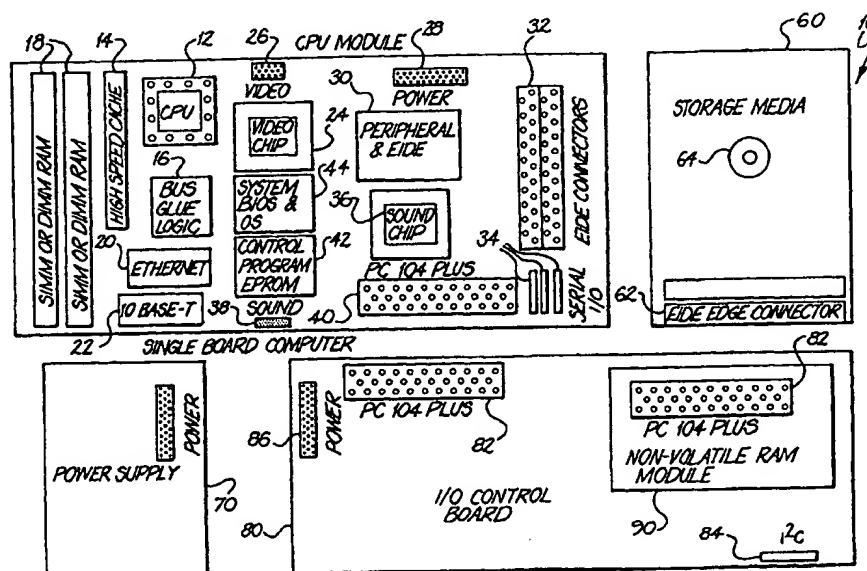 18
14
12
26
CPU MODULE
28
32
60
SIMM OR DIMM RAM
SIMM OR DIMM RAM
HIGH SPEED CACHE
CPU
VIDEO
VIDEO
CHIP
24
30
POWER
PERIPHERAL
& EIDE
EIDE CONNECTORS
STORAGE MEDIA
64
16
BUS
GLUE
LOGIC
SYSTEM
BIOS &
OS
44
36
SOUND
CHIP
20
ETHERNET
CONTROL
PROGRAM
EPROM
42
34
PC 104 PLUS
SERIAL
I/O
62
EIDE EDGE CONNECTOR
10 BASE-T
22
SOUND
38
40
SINGLE BOARD COMPUTER
82
POWER
POWER SUPPLY
70
86
POWER
PC 104 PLUS
82
PC 104 PLUS
NON-VOLATILE RAM
MODULE
I/O CONTROL
BOARD
80
90
84
I²C